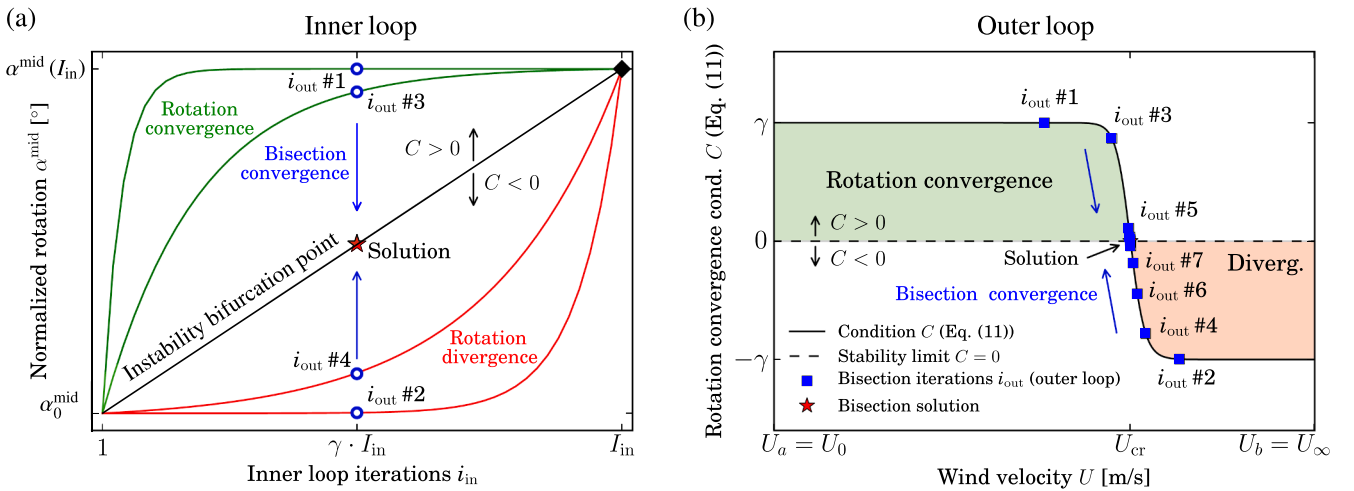 (a)
Inner loop
Normalized rotation α^mid [°]
α^mid (I_in)
α_0^mid
Rotation
convergence
i_out #1
i_out #3
Bisection
convergence
C > 0
C < 0
Solution
Instability bifurcation point
Rotation
divergence
i_out #4
i_out #2
1
γ · I_in
I_in
Inner loop iterations i_in
(b)
Outer loop
Rotation convergence cond. C (Eq. (11))
γ
0
−γ
i_out #1
i_out #3
Rotation convergence
i_out #5
C > 0
C < 0
Solution
i_out #7
Diverg.
Bisection convergence
i_out #6
i_out #4
i_out #2
Condition C (Eq. (11))
Stability limit C = 0
Bisection iterations i_out (outer loop)
Bisection solution
U_a = U_0
U_cr
U_b = U_∞
Wind velocity U [m/s]